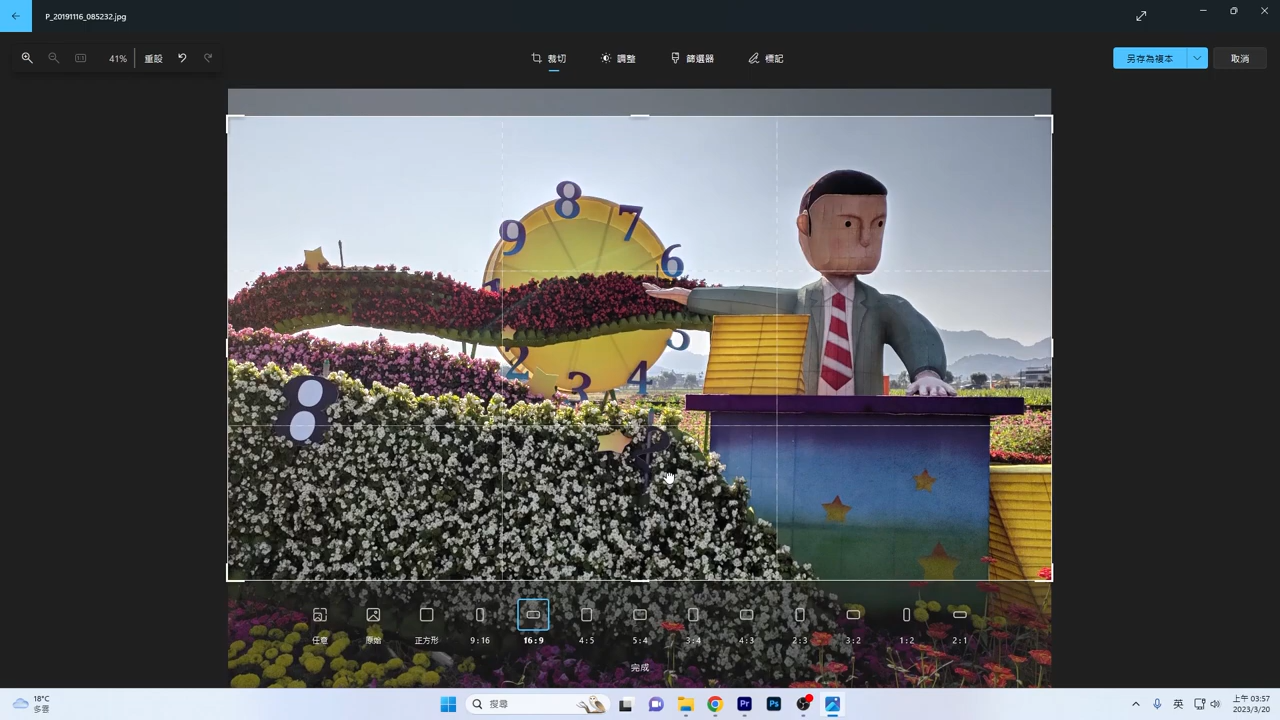 P_20191116_085232.jpg
41%
重設
裁切
調整
篩選器
標記
另存為複本
取消
8
9
7
6
5
2
3
4
8
任意
原始
正方形
9:16
16:9
4:5
5:4
3:4
4:3
2:3
3:2
1:2
2:1
完成
18°C
多雲
搜尋
Pr
Ps
英
上午 03:57
2023/3/20